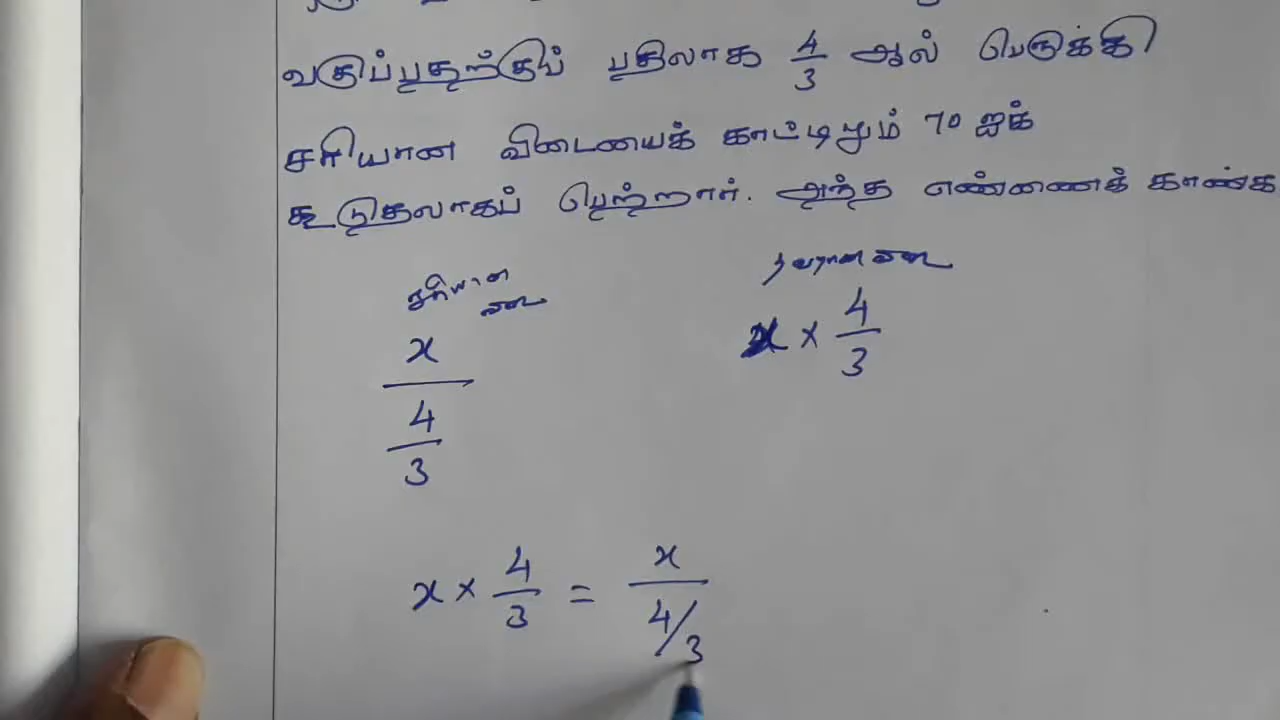 வகுப்பதற்குப் பதிலாக 4/3 ஆல் பெருக்கி
சரியான விடையைக் காட்டிலும் 70 ஐக்
கூடுதலாகப் பெற்றாள். அந்த எண்ணைக் காண்க
சரியான விடை
தவறான விடை
x / (4/3)
x × 4/3
x × 4/3 = x / (4/3)